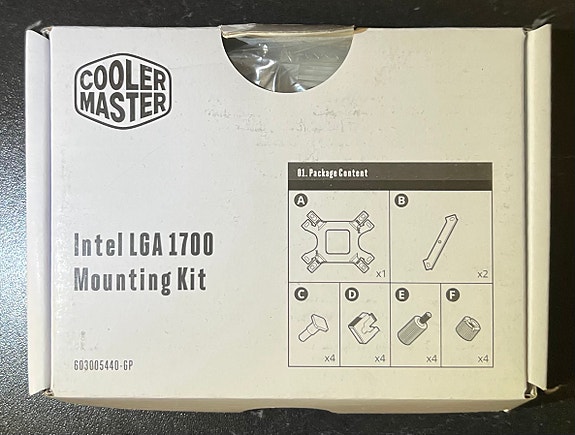 COOLER
MASTER
Intel LGA 1700
Mounting Kit
603005440-GP
01. Package Content
A
x1
B
x2
C
x4
D
x4
E
x4
F
x4